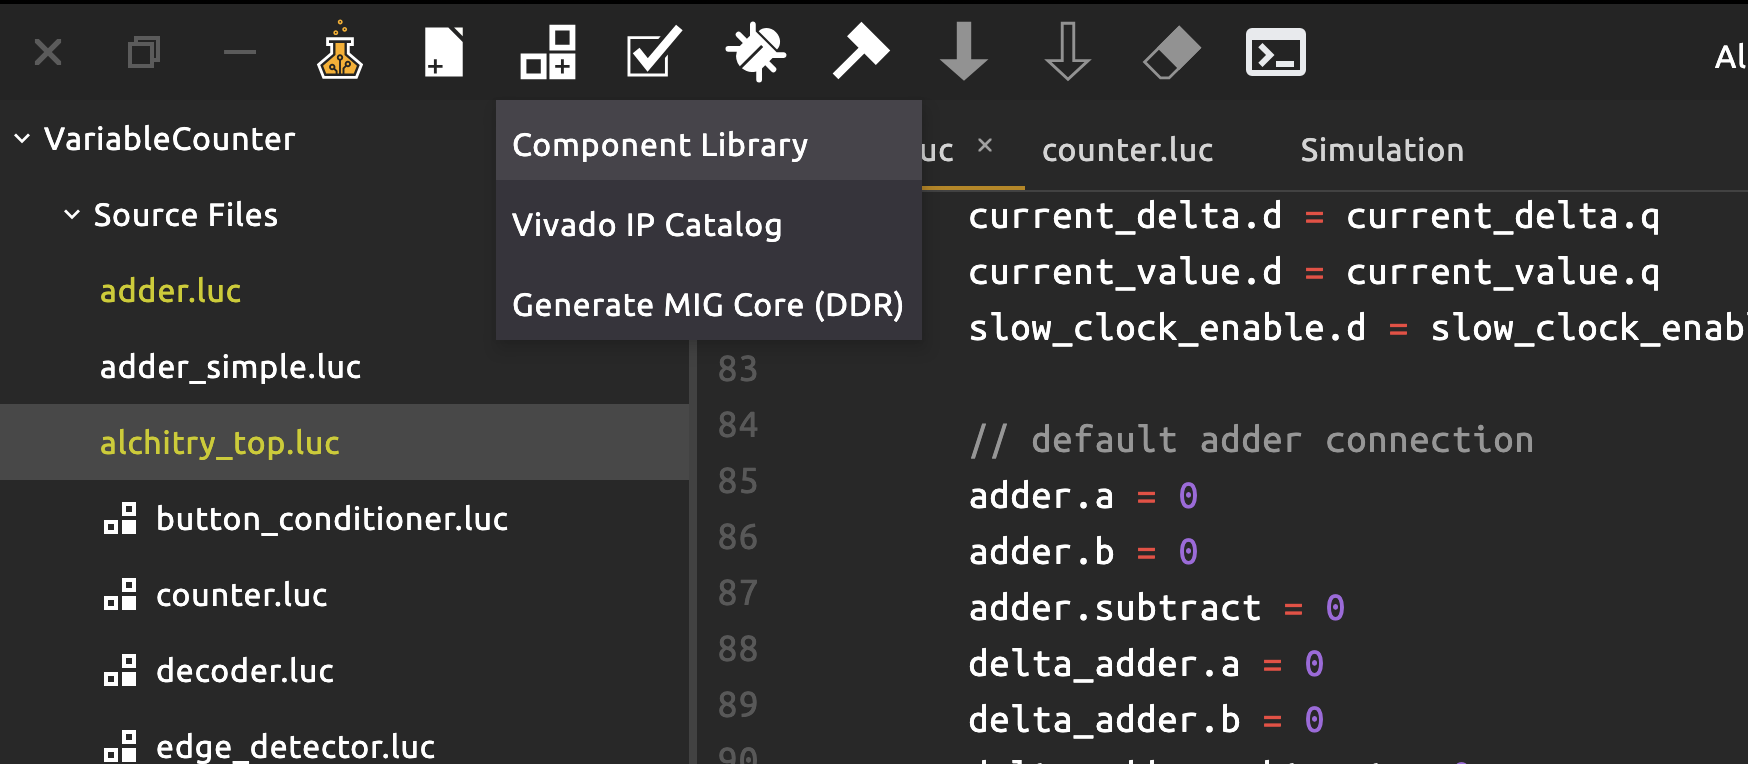 Al
VariableCounter
Source Files
adder.luc
adder_simple.luc
alchitry_top.luc
button_conditioner.luc
counter.luc
decoder.luc
edge_detector.luc
Component Library
Vivado IP Catalog
Generate MIG Core (DDR)
uc × counter.luc Simulation
current_delta.d = current_delta.q
current_value.d = current_value.q
slow_clock_enable.d = slow_clock_enab
83
84 // default adder connection
85 adder.a = 0
86 adder.b = 0
87 adder.subtract = 0
88 delta_adder.a = 0
89 delta_adder.b = 0
90